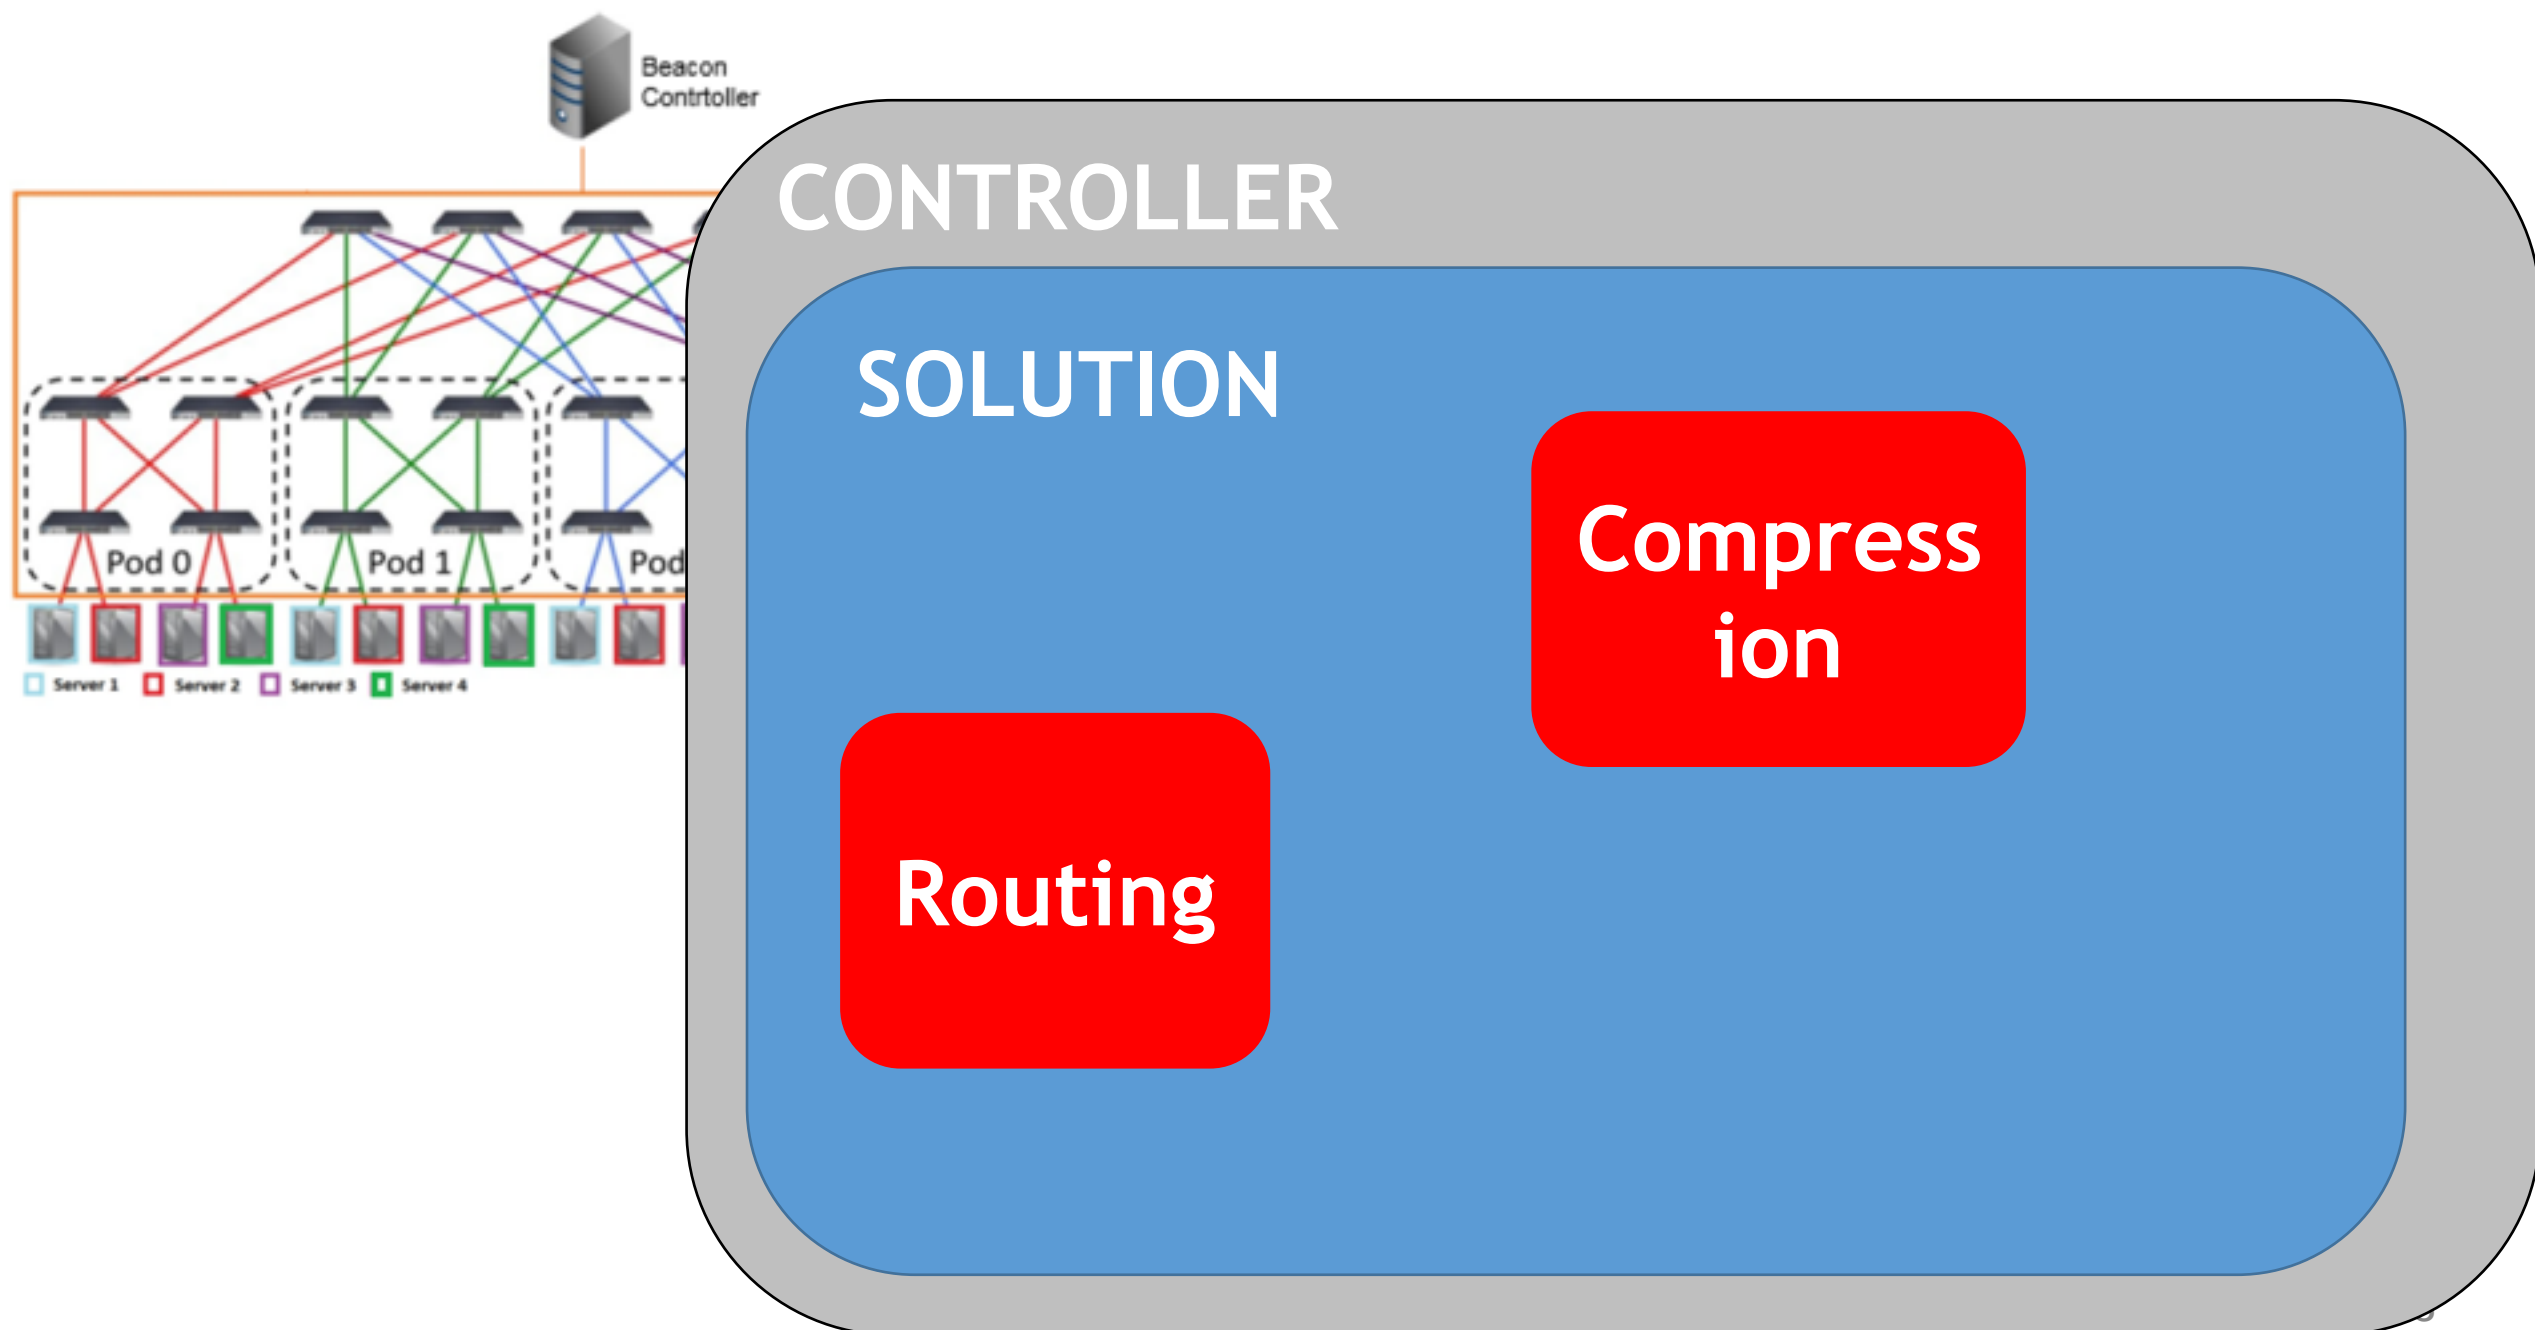 Beacon
Contrtoller
CONTROLLER
SOLUTION
Compress
ion
Pod 0
Pod 1
Pod
Server 1
Server 2
Server 3
Server 4
Routing